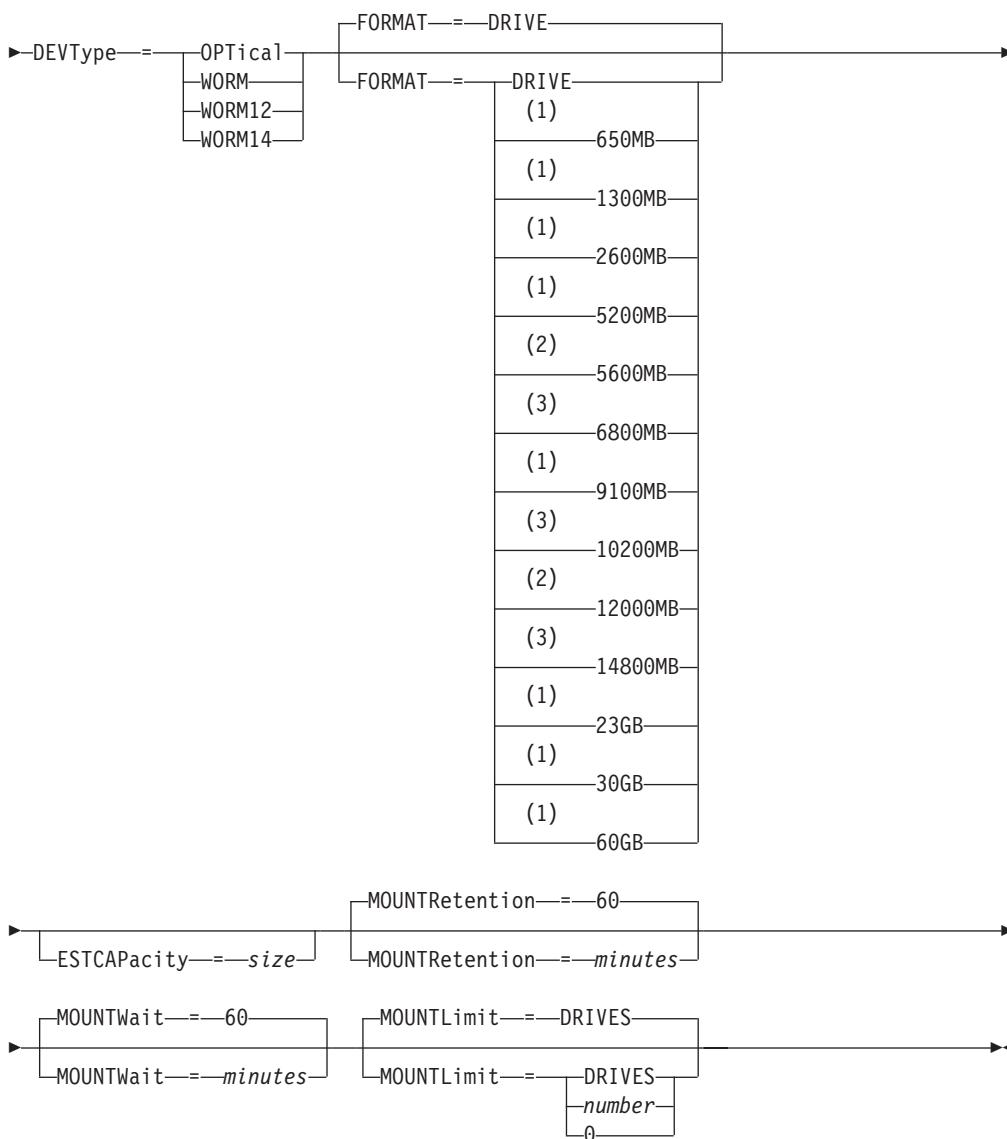 FORMAT = DRIVE
DEVType = OPTical
WORM FORMAT = DRIVE
WORM12 (1)
WORM14 650MB
(1)
1300MB
(1)
2600MB
(1)
5200MB
(2)
5600MB
(3)
6800MB
(1)
9100MB
(3)
10200MB
(2)
12000MB
(3)
14800MB
(1)
23GB
(1)
30GB
(1)
60GB
MOUNTRetention = 60
ESTCAPacity = size MOUNTRetention = minutes
MOUNTWait = 60 MOUNTLimit = DRIVES
MOUNTWait = minutes MOUNTLimit = DRIVES
number
0